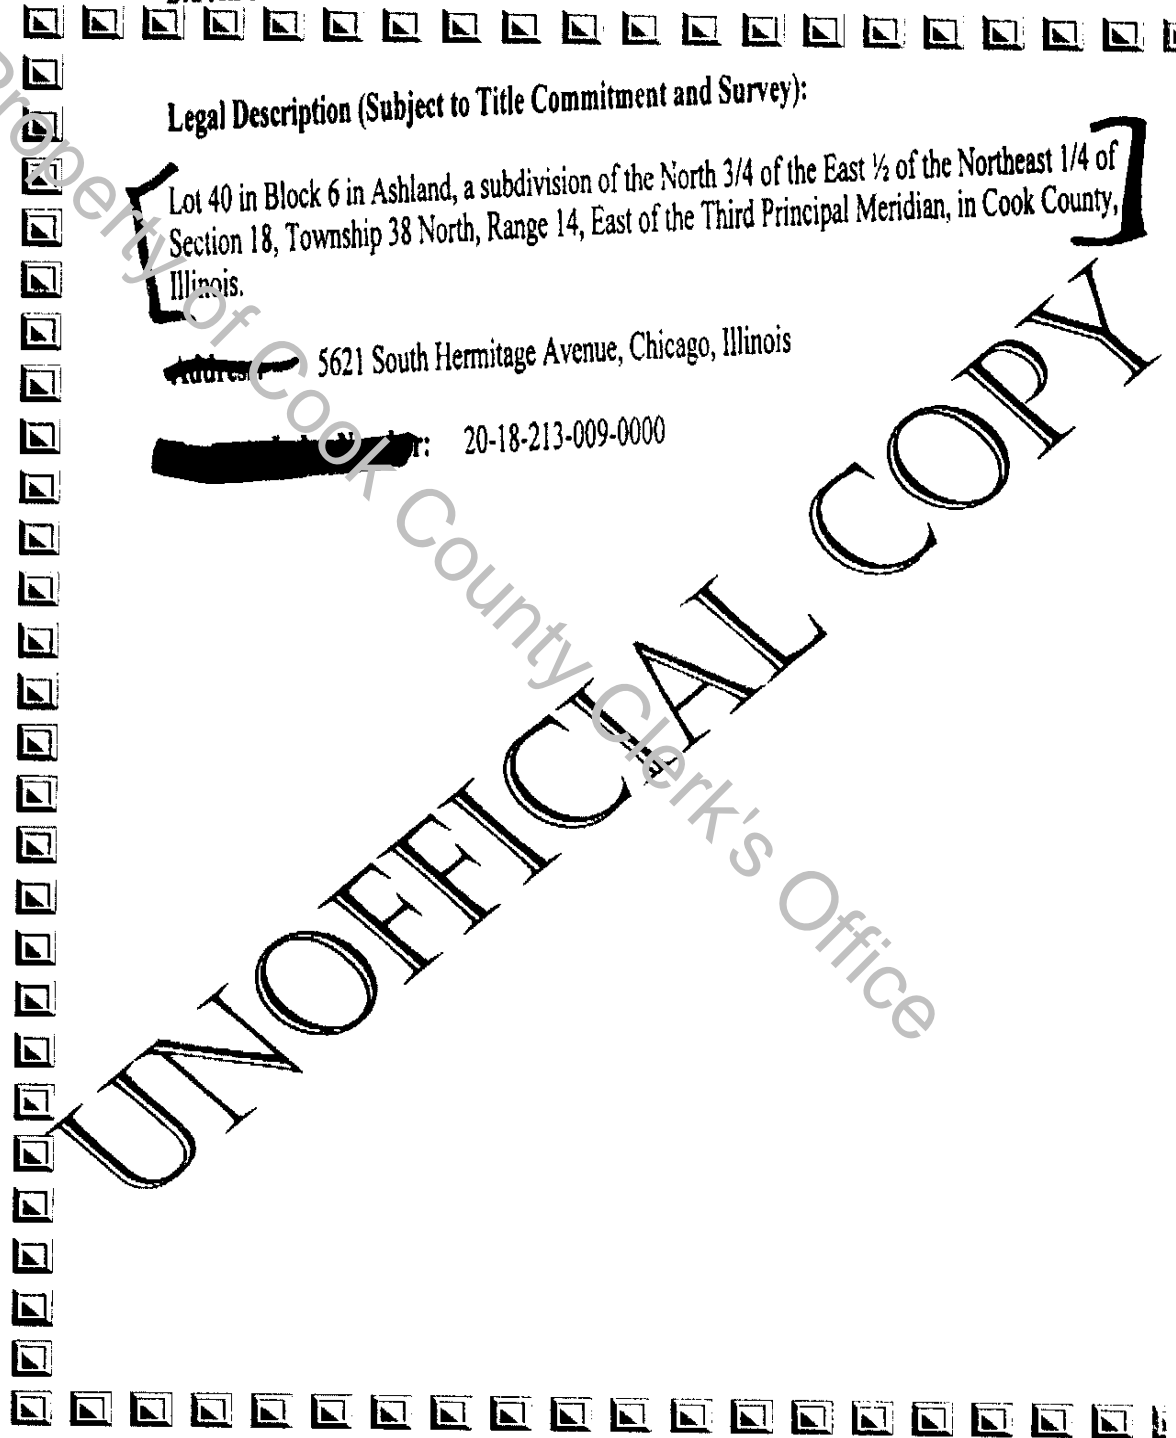 Legal Description (Subject to Title Commitment and Survey):
Lot 40 in Block 6 in Ashland, a subdivision of the North 3/4 of the East ½ of the Northeast 1/4 of
Section 18, Township 38 North, Range 14, East of the Third Principal Meridian, in Cook County,
Illinois.
5621 South Hermitage Avenue, Chicago, Illinois
20-18-213-009-0000
UNOFFICIAL COPY
Property of Cook County Clerk's Office